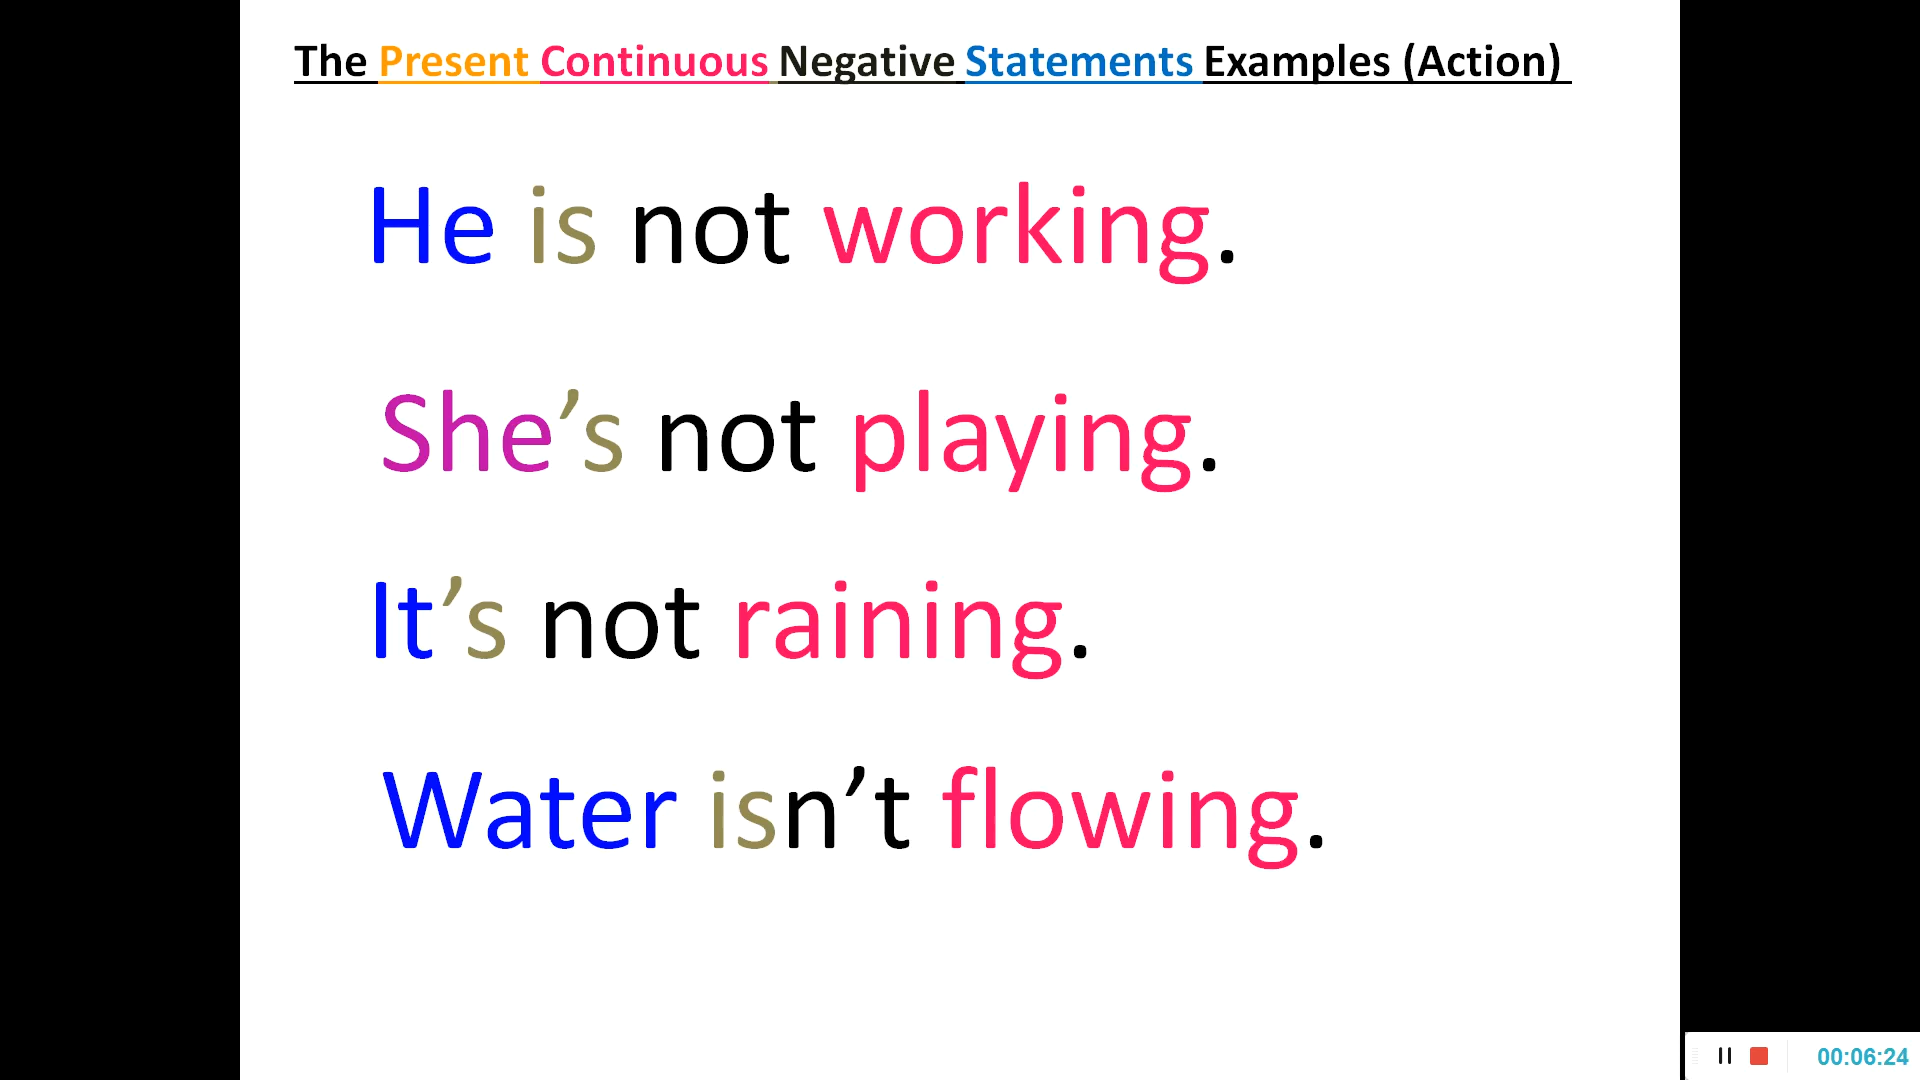 The Present Continuous Negative Statements Examples (Action)
He is not working.
She’s not playing.
It’s not raining.
Water isn’t flowing.
00:06:24